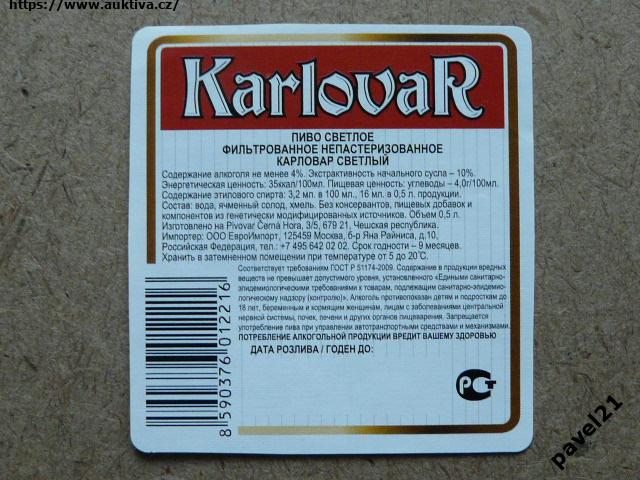 https://www.auktiva.cz/
KarlovaR
ПИВО СВЕТЛОЕ
ФИЛЬТРОВАННОЕ НЕПАСТЕРИЗОВАННОЕ
КАРЛОВАР СВЕТЛЫЙ
Содержание алкоголя не менее 4%. Экстрактивность начального сусла – 10%.
Энергетическая ценность: 35ккал/100мл. Пищевая ценность: углеводы – 4,0г/100мл.
Содержание этилового спирта: 3,2 мл. в 100 мл., 16 мл. в 0,5 л. продукции.
Состав: вода, ячменный солод, хмель. Без консервантов, пищевых добавок и
компонентов из генетически модифицированных источников. Объем 0,5 л.
Изготовлено на Pivovar Černá Hora, 3/5, 679 21, Чешская республика.
Импортер: ООО ЕвроИмпорт, 125459 Москва, б-р Яна Райниса, д.10,
Российская Федерация, тел.: +7 495 642 02 02. Срок годности – 9 месяцев.
Хранить в затемненном помещении при температуре от 5 до 20°С.
Соответствует требованиям ГОСТ Р 51174-2009. Содержание в продукции вредных
веществ не превышает допустимого уровня, установленного «Едиными санитарно-
эпидемиологическими требованиями к товарам, подлежащим санитарно-эпидемио-
логическому надзору (контролю)». Алкоголь противопоказан детям и подросткам до
18 лет, беременным и кормящим женщинам, лицам с заболеваниями центральной
нервной системы, почек, печени и других органов пищеварения. Запрещается
употребление пива при управлении автотранспортными средствами и механизмами.
ПОТРЕБЛЕНИЕ АЛКОГОЛЬНОЙ ПРОДУКЦИИ ВРЕДИТ ВАШЕМУ ЗДОРОВЬЮ
ДАТА РОЗЛИВА / ГОДЕН ДО:
8 590376 012216
РСТ
pavel21